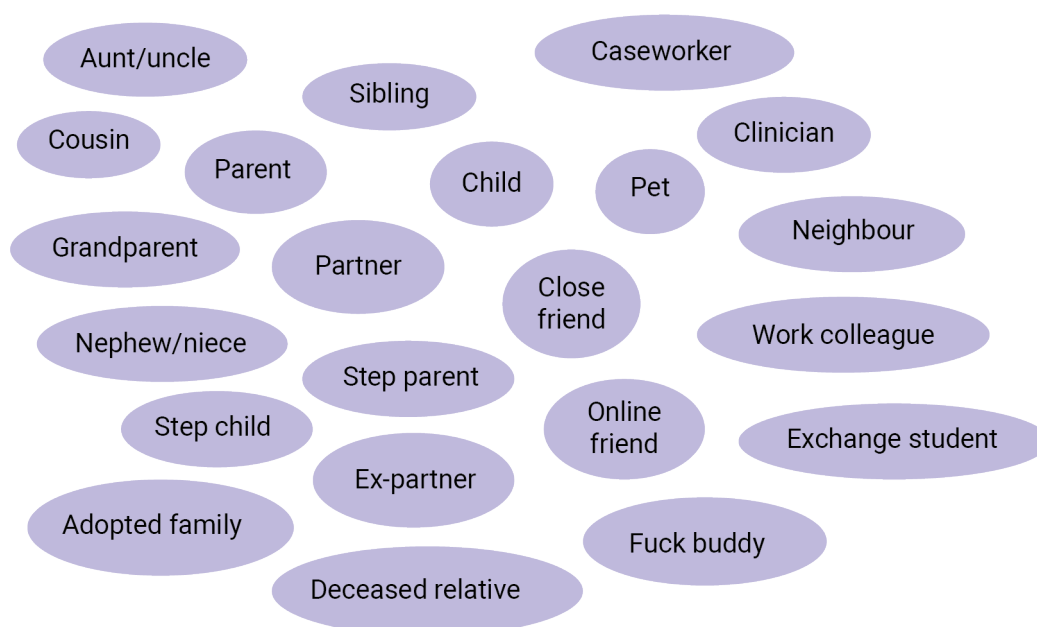 Aunt/uncle
Caseworker
Sibling
Cousin
Clinician
Parent
Child
Pet
Grandparent
Partner
Neighbour
Close
friend
Nephew/niece
Work colleague
Step parent
Step child
Online
friend
Exchange student
Ex-partner
Adopted family
Fuck buddy
Deceased relative